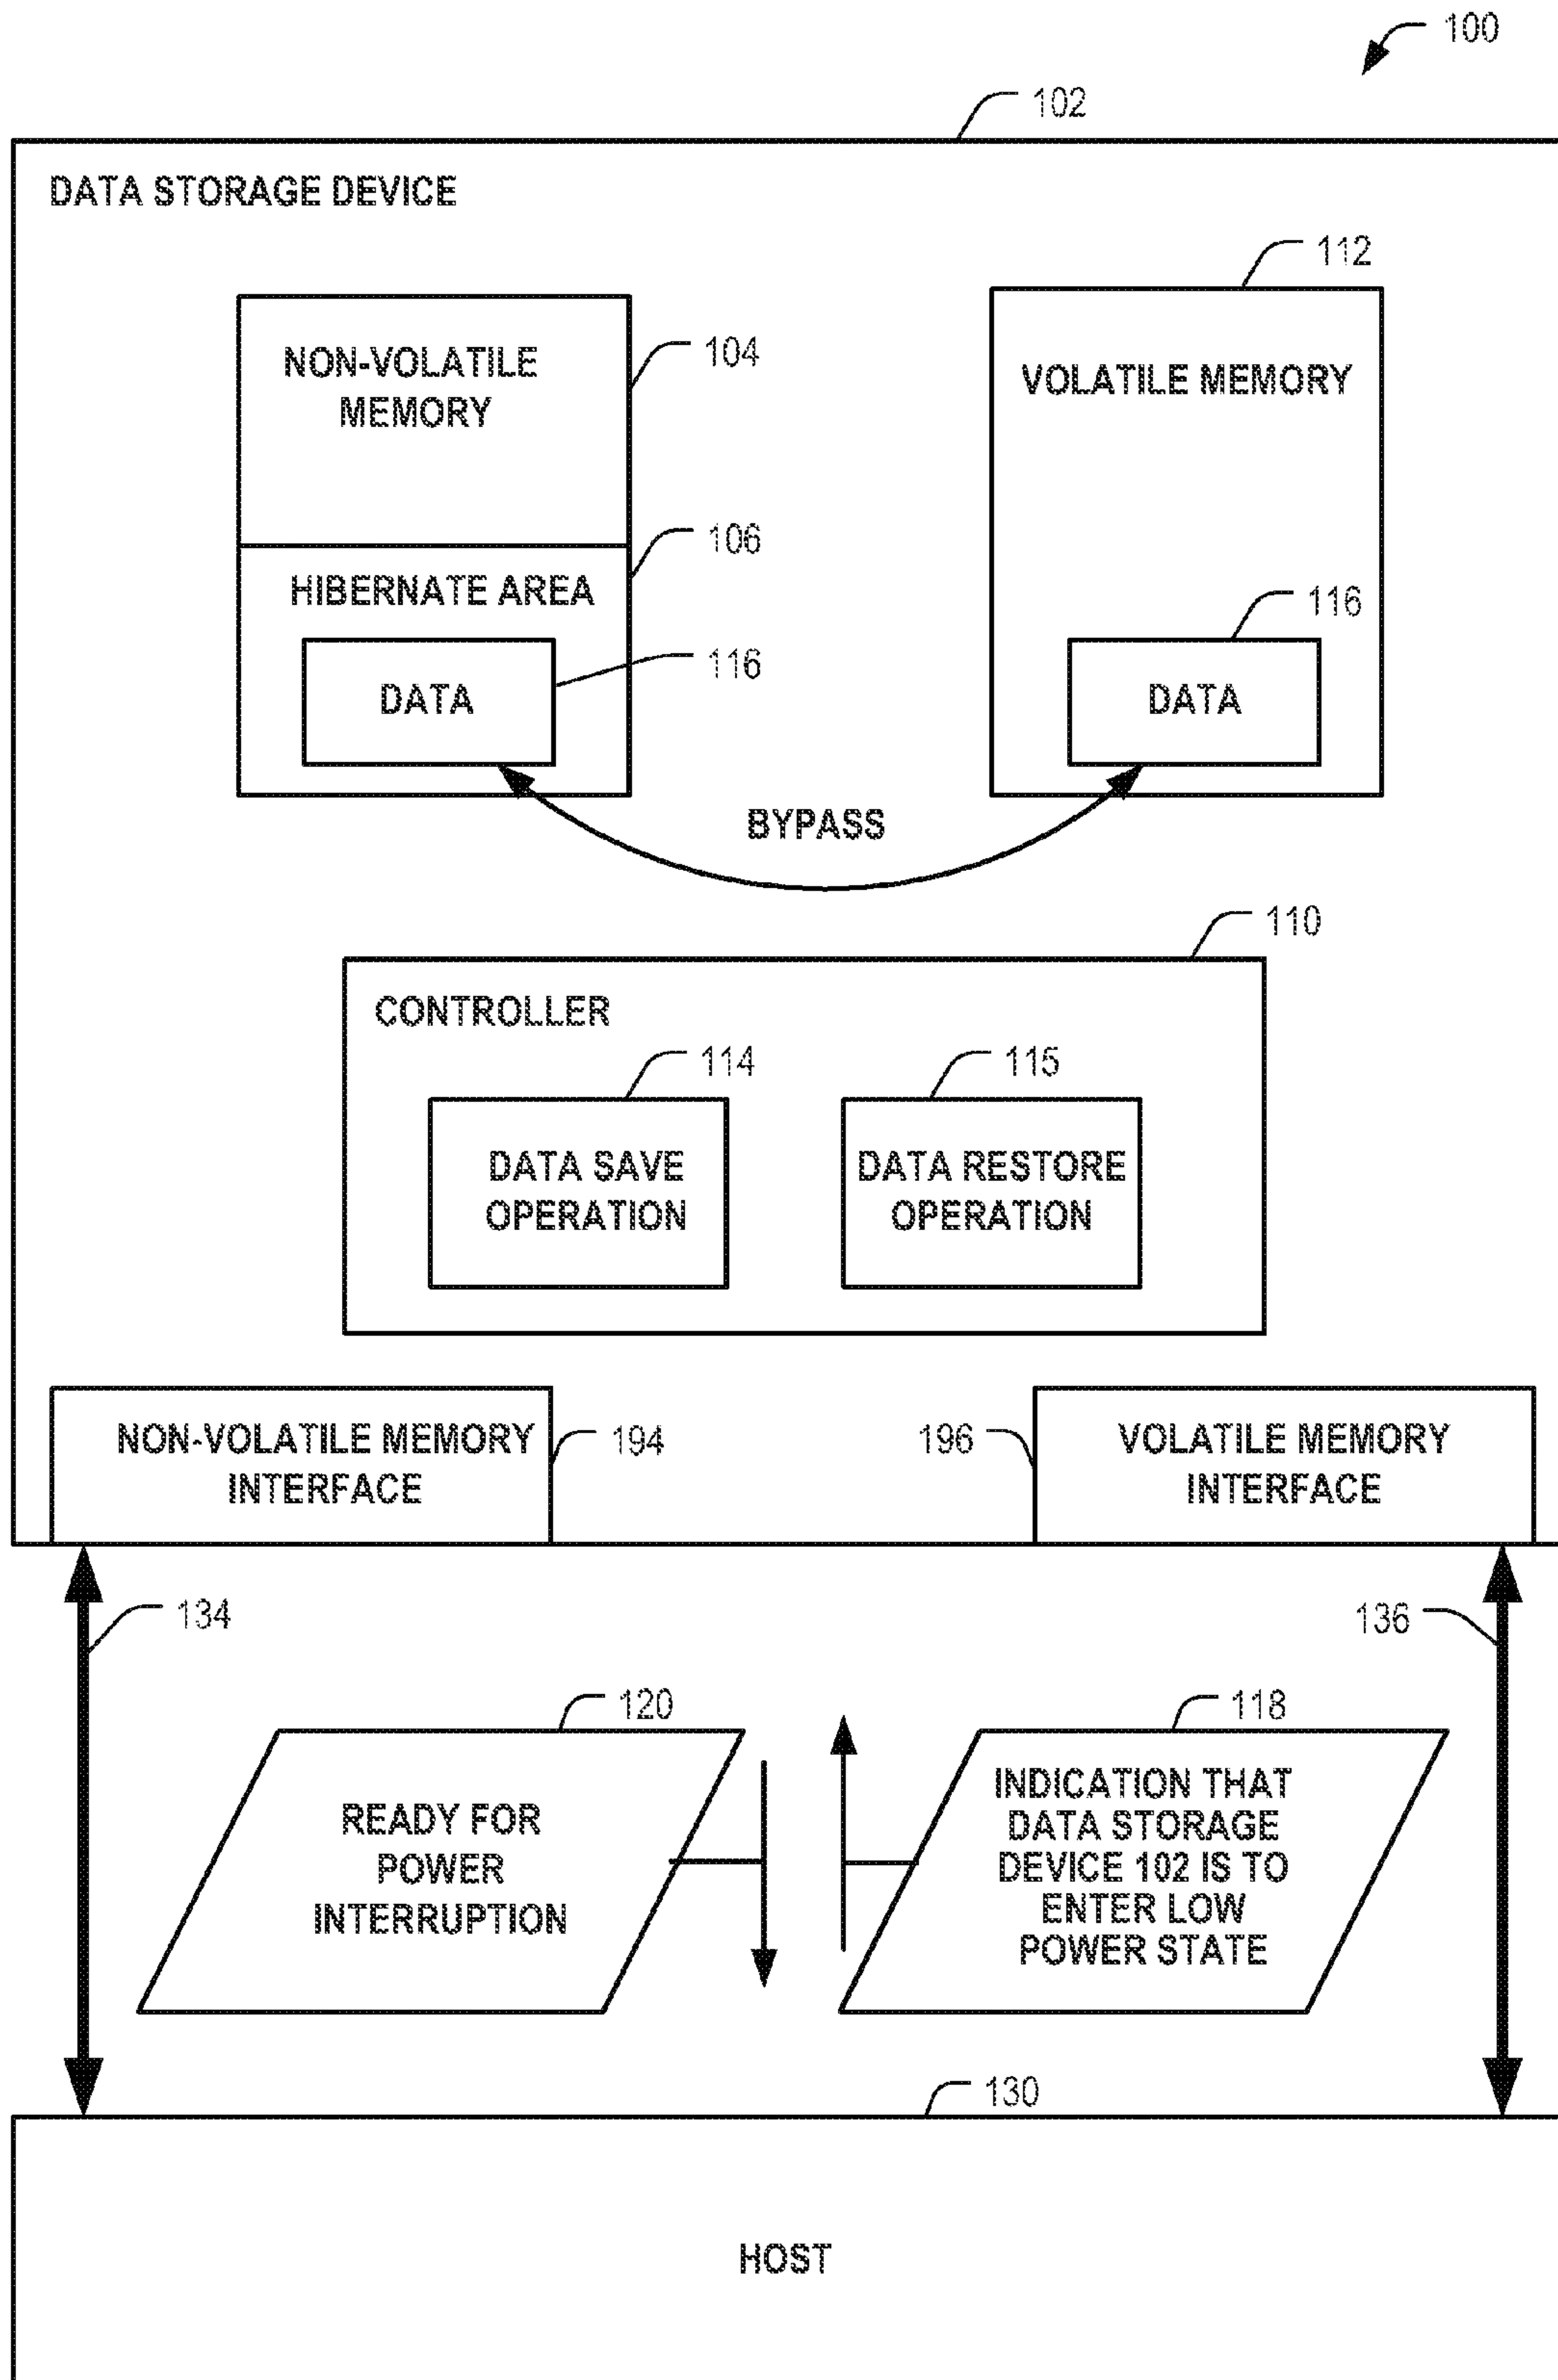 100
102
DATA STORAGE DEVICE
112
NON-VOLATILE
MEMORY
104
VOLATILE MEMORY
106
HIBERNATE AREA
116
DATA
116
DATA
BYPASS
110
CONTROLLER
114
115
DATA SAVE
OPERATION
DATA RESTORE
OPERATION
NON-VOLATILE MEMORY
INTERFACE
194
196
VOLATILE MEMORY
INTERFACE
134
136
120
118
READY FOR
POWER
INTERRUPTION
INDICATION THAT
DATA STORAGE
DEVICE 102 IS TO
ENTER LOW
POWER STATE
130
HOST